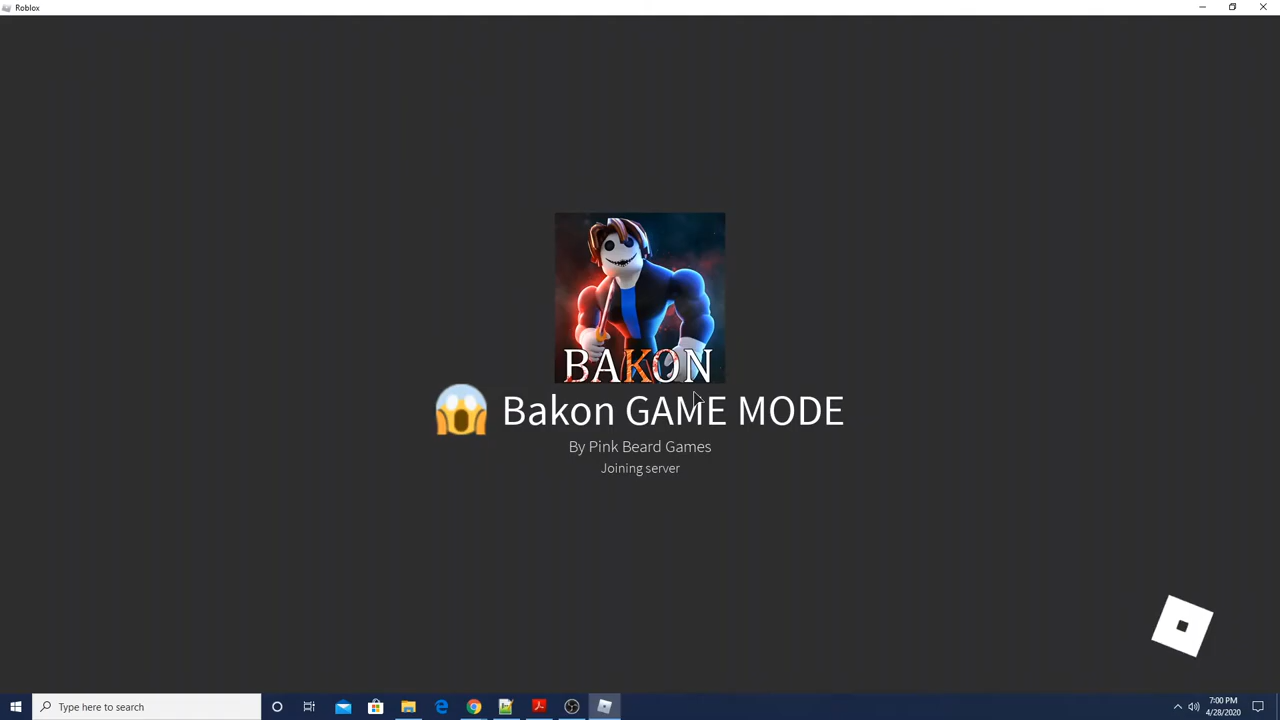 Roblox
BAKON
😱 Bakon GAME MODE
By Pink Beard Games
Joining server
Type here to search
7:00 PM
4/28/2020